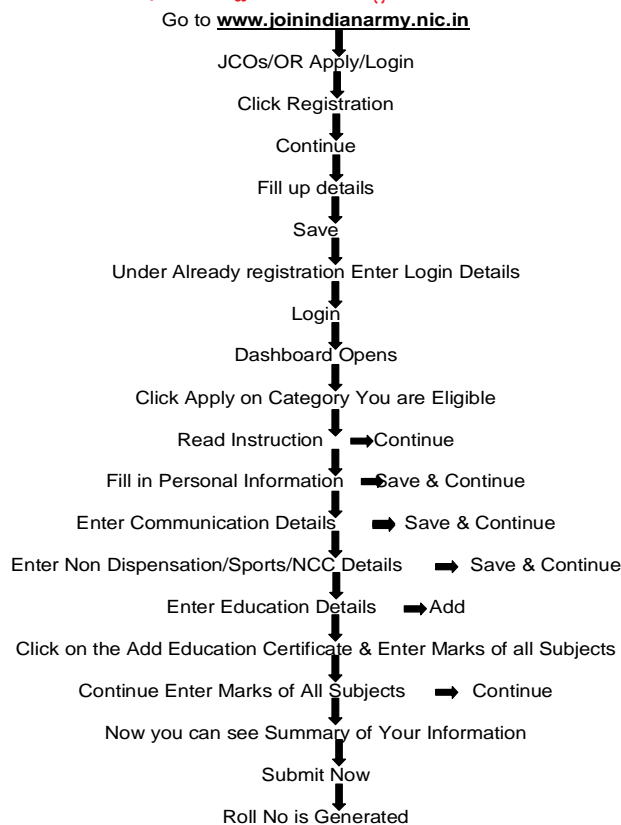 Go to www.joinindianarmy.nic.in
JCOs/OR Apply/Login
Click Registration
Continue
Fill up details
Save
Under Already registration Enter Login Details
Login
Dashboard Opens
Click Apply on Category You are Eligible
Read Instruction Continue
Fill in Personal Information Save & Continue
Enter Communication Details Save & Continue
Enter Non Dispensation/Sports/NCC Details Save & Continue
Enter Education Details Add
Click on the Add Education Certificate & Enter Marks of all Subjects
Continue Enter Marks of All Subjects Continue
Now you can see Summary of Your Information
Submit Now
Roll No is Generated